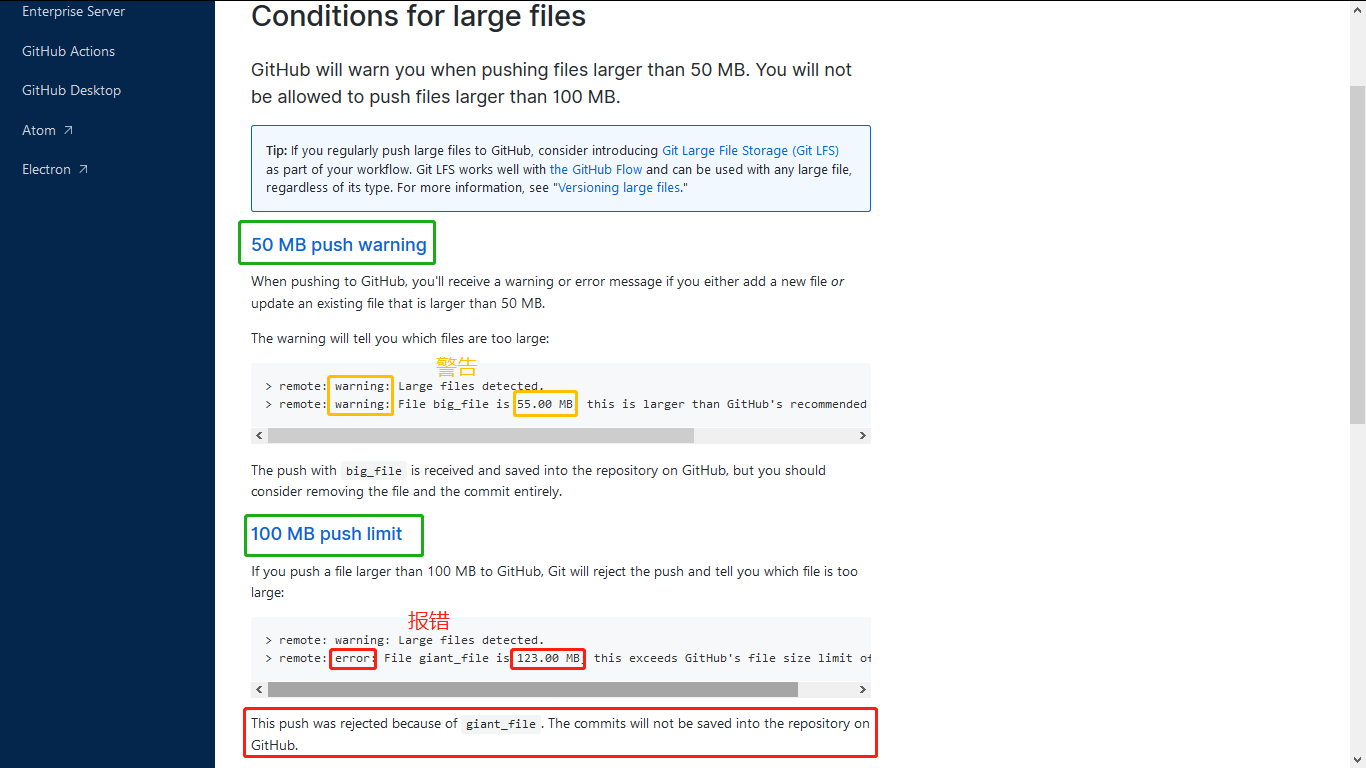 Enterprise Server
GitHub Actions
GitHub Desktop
Atom
Electron
Conditions for large files
GitHub will warn you when pushing files larger than 50 MB. You will
not be allowed to push files larger than 100 MB.
Tip: If you regularly push large files to GitHub, consider introducing Git Large File Storage (Git LFS)
as part of your workflow. Git LFS works well with the GitHub Flow and can be used with any large file,
regardless of its type. For more information, see "Versioning large files."
50 MB push warning
When pushing to GitHub, you'll receive a warning or error message if you either add a new file or
update an existing file that is larger than 50 MB.
The warning will tell you which files are too large:
警告
> remote: warning: Large files detected.
> remote: warning: File big_file is 55.00 MB this is larger than GitHub's recommended
The push with big_file is received and saved into the repository on GitHub, but you should
consider removing the file and the commit entirely.
100 MB push limit
If you push a file larger than 100 MB to GitHub, Git will reject the push and tell you which file is too
large:
报错
> remote: warning: Large files detected.
> remote: error: File giant_file is 123.00 MB this exceeds GitHub's file size limit of
This push was rejected because of giant_file. The commits will not be saved into the repository on
GitHub.